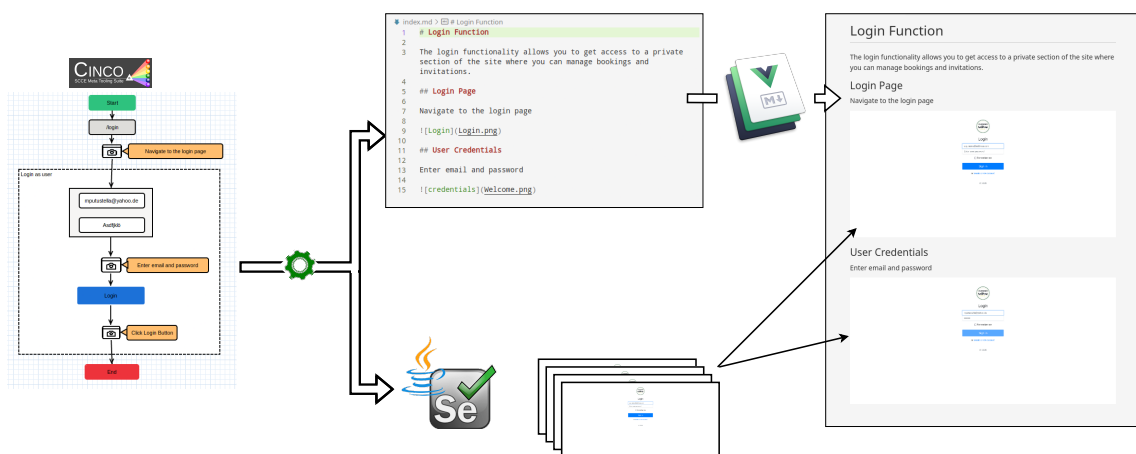 CINCO
SCCE Meta Tooling Suite
Start
/login
Navigate to the login page
Login as user
mputuslella@yahoo.de
Asdfjklö
Enter email and password
Login
Click Login Button
End
index.md > # Login Function
1 # Login Function
2
3 The login functionality allows you to get access to a private
section of the site where you can manage bookings and
invitations.
4
5 ## Login Page
6
7 Navigate to the login page
8
9 ![Login](Login.png)
10
11 ## User Credentials
12
13 Enter email and password
14
15 ![credentials](Welcome.png)
M
Se
Login Function
The login functionality allows you to get access to a private section of the site where
you can manage bookings and invitations.
Login Page
Navigate to the login page
Login
User Credentials
Enter email and password
Login